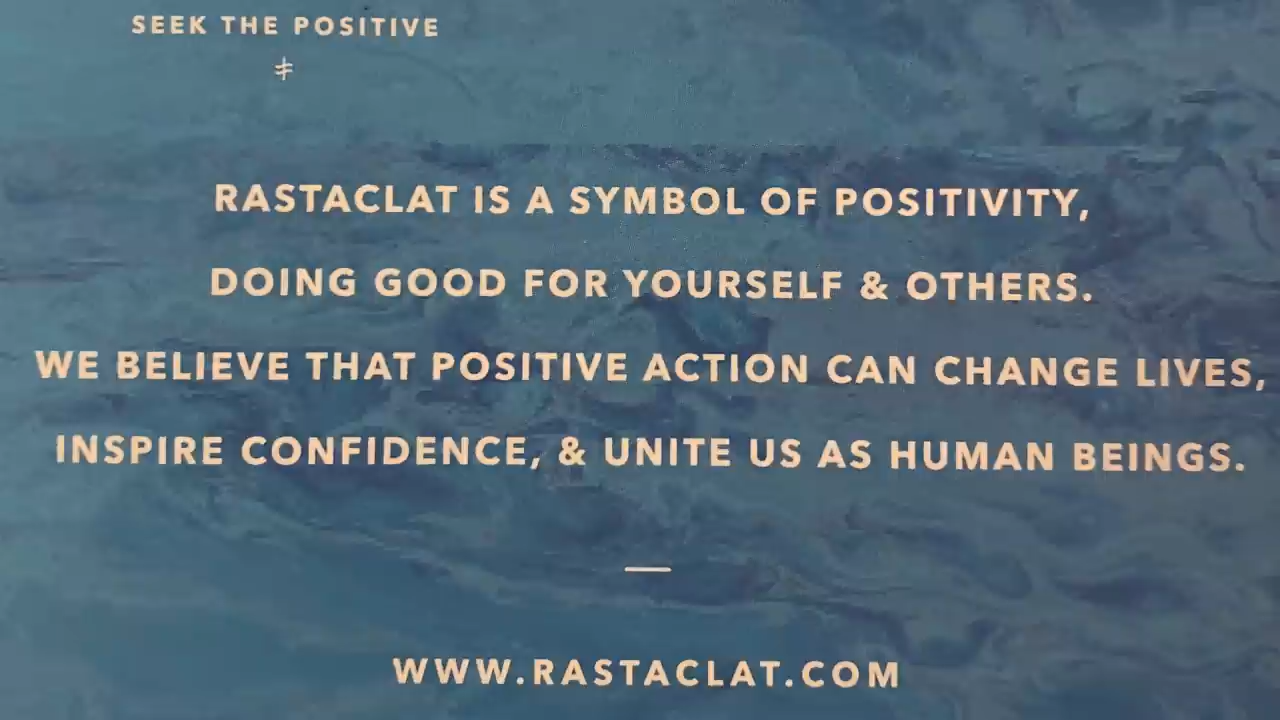 SEEK THE POSITIVE
RASTACLAT IS A SYMBOL OF POSITIVITY,
DOING GOOD FOR YOURSELF & OTHERS.
WE BELIEVE THAT POSITIVE ACTION CAN CHANGE LIVES,
INSPIRE CONFIDENCE, & UNITE US AS HUMAN BEINGS.
WWW.RASTACLAT.COM